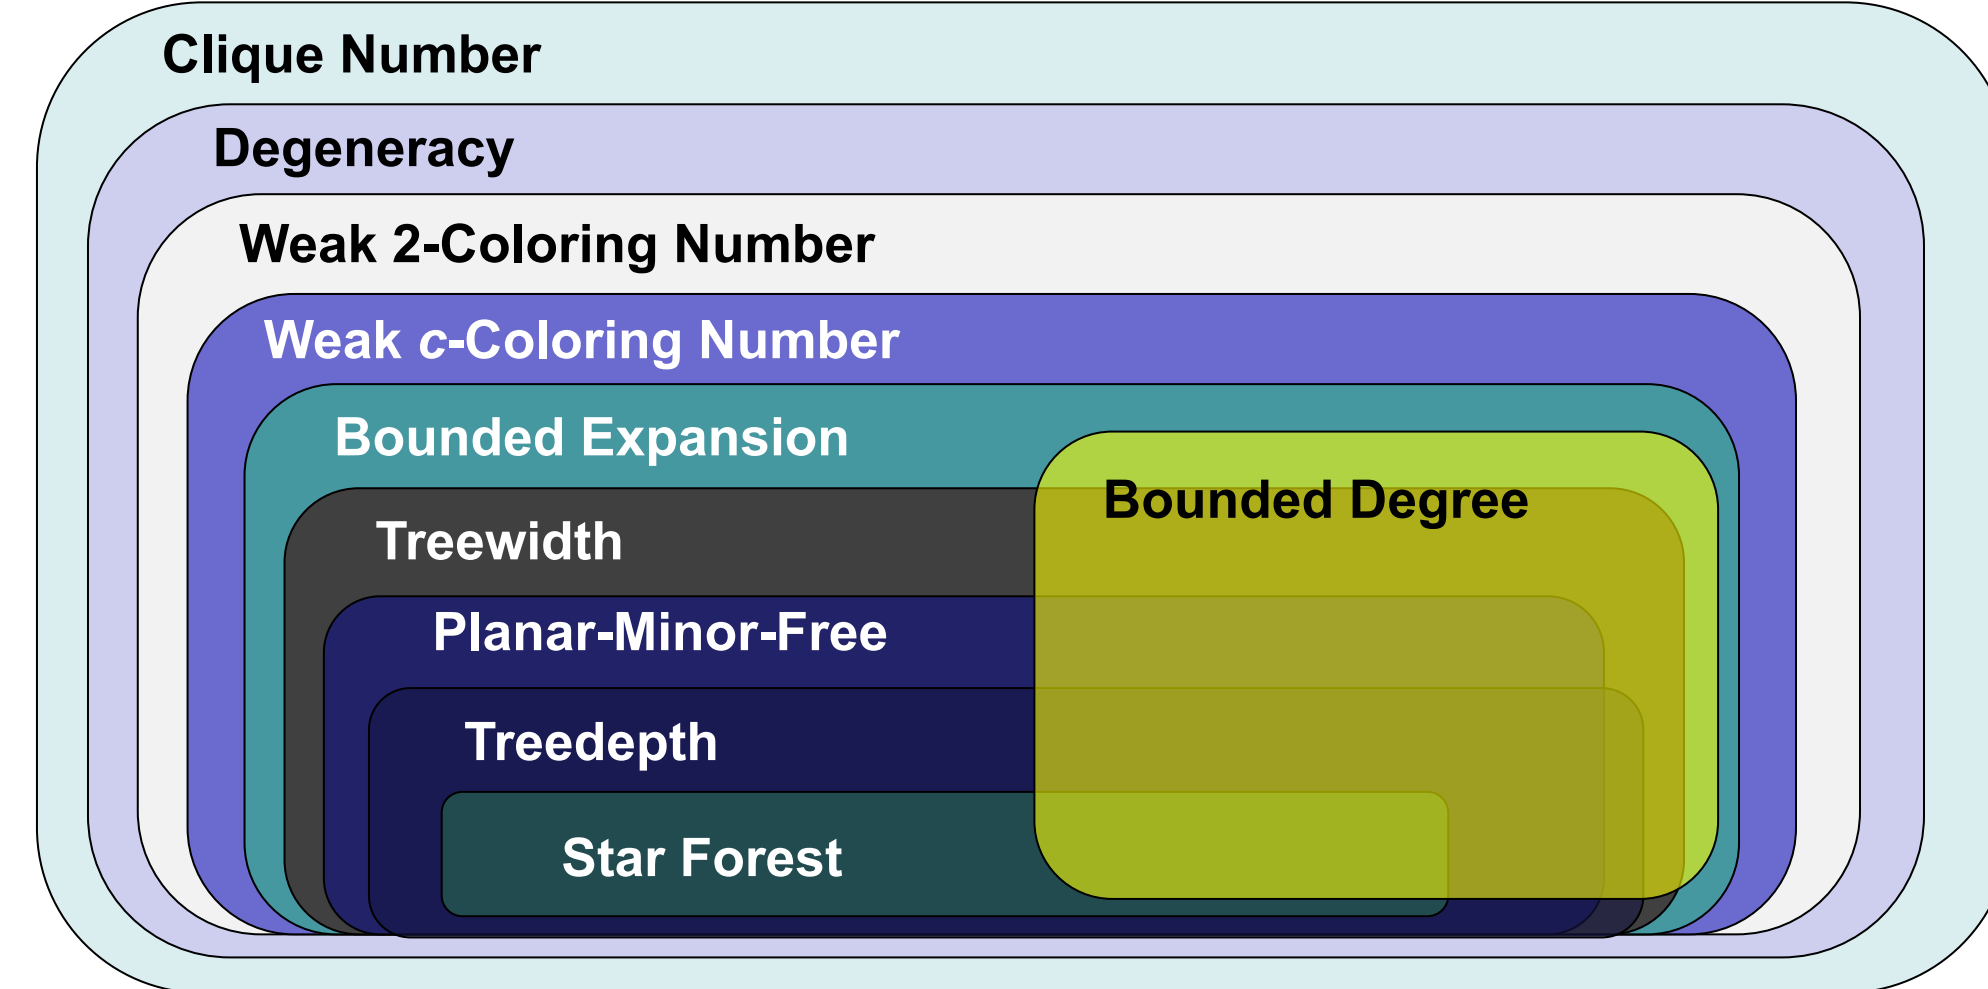 Clique Number
Degeneracy
Weak 2-Coloring Number
Weak c-Coloring Number
Bounded Expansion
Bounded Degree
Treewidth
Planar-Minor-Free
Treedepth
Star Forest